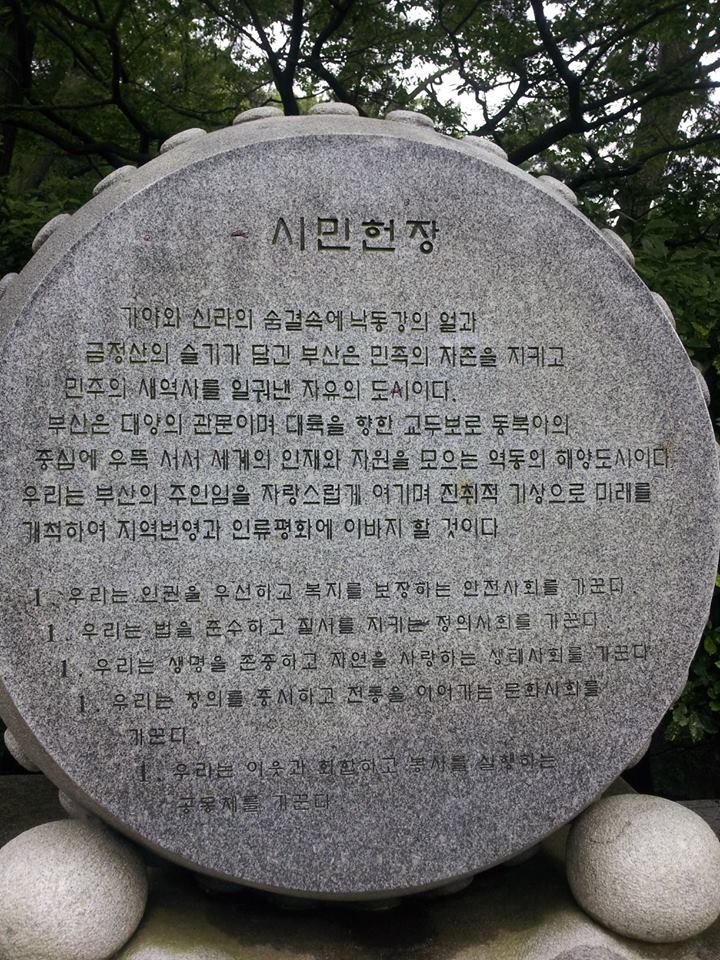 시민헌장
가야와 신라의 숨결속에 낙동강의 얼과
금정산의 슬기가 담긴 부산은 민족의 자존을 지키고
민주의 새역사를 일궈낸 자유의 도시이다.
부산은 대양의 관문이며 대륙을 향한 교두보로 동북아의
중심에 우뚝 서서 세계의 인재와 자원을 모으는 역동의 해양도시이다
우리는 부산의 주인임을 자랑스럽게 여기며 진취적 기상으로 미래를
개척하여 지역번영과 인류평화에 이바지 할 것이다
1. 우리는 인권을 우선하고 복지를 보장하는 안전사회를 가꾼다.
1. 우리는 법을 준수하고 질서를 지키는 정의사회를 가꾼다
1. 우리는 생명을 존중하고 자연을 사랑하는 생태사회를 가꾼다
1. 우리는 창의를 중시하고 전통을 이어가는 문화사회를
가꾼다.
1. 우리는 이웃과 화합하고 봉사를 실행하는
공동체를 가꾼다